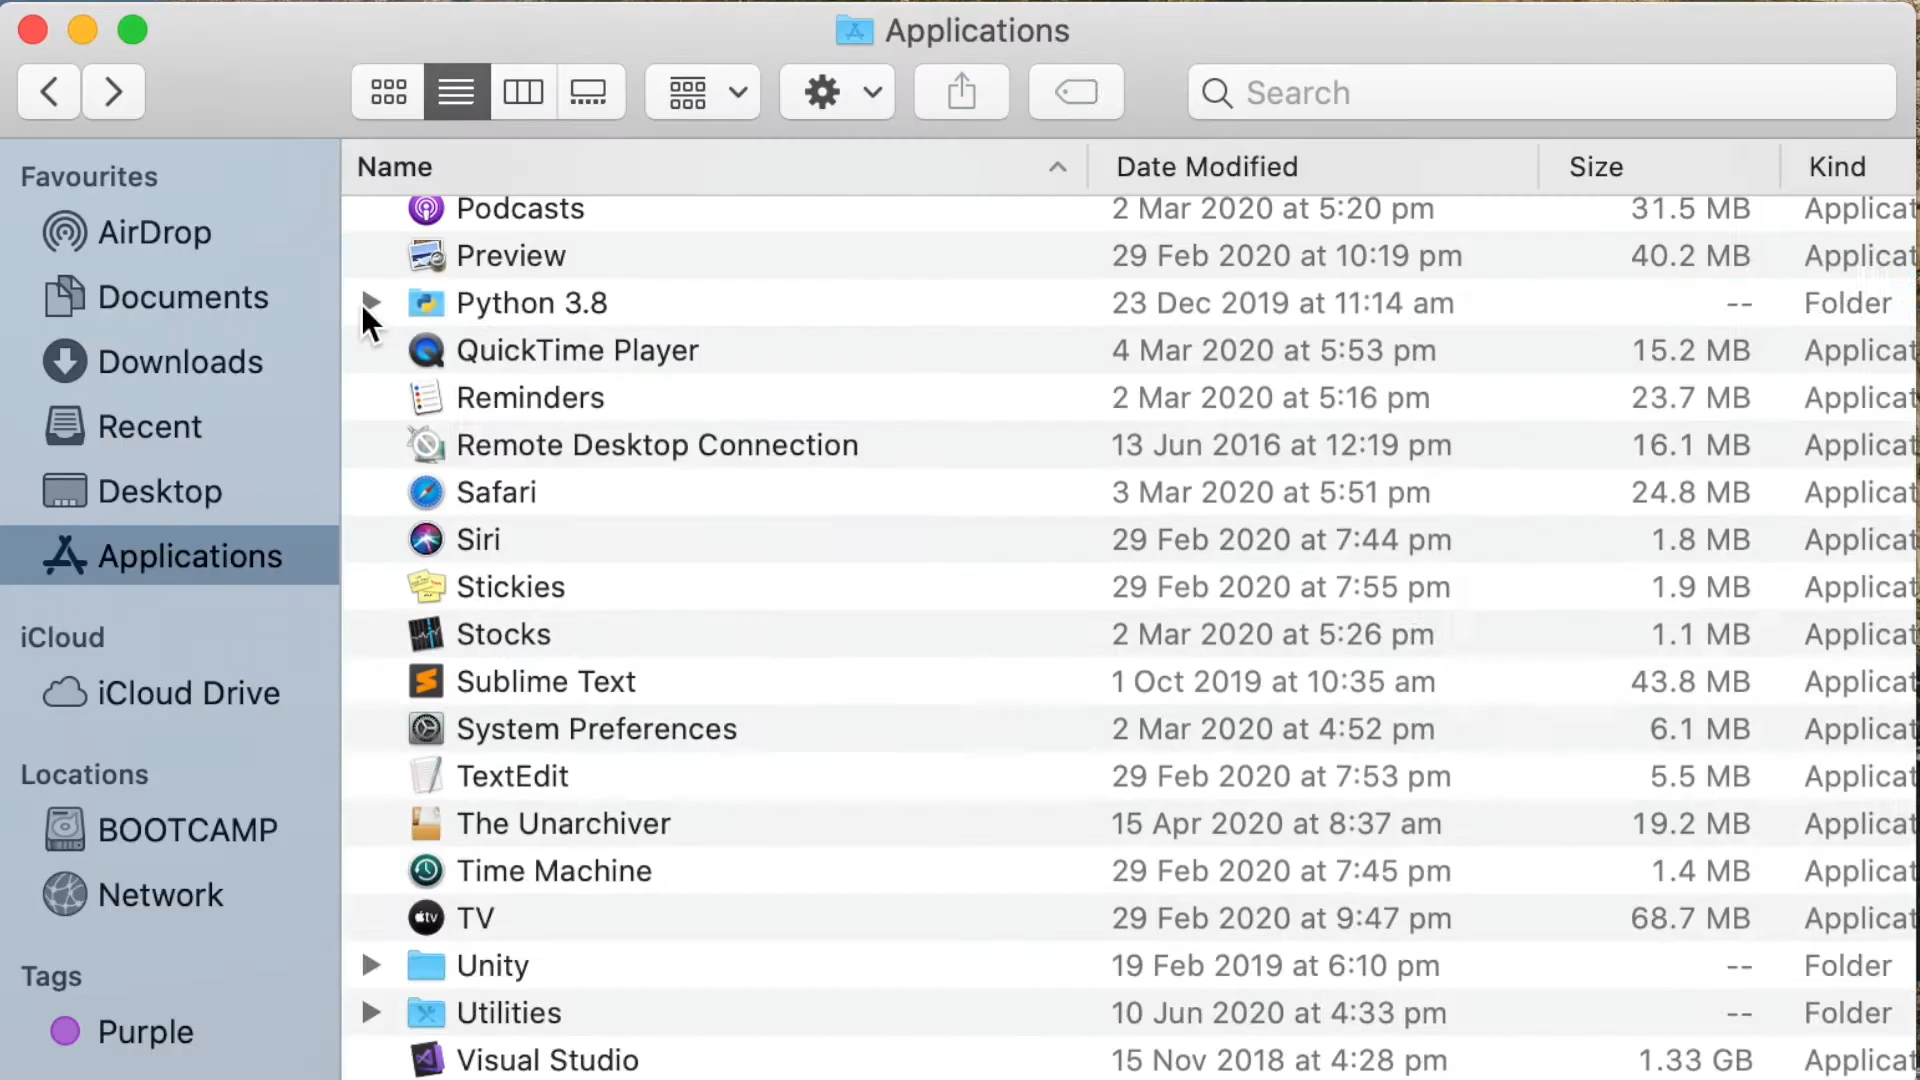 Applications
Search
Favourites
AirDrop
Documents
Downloads
Recent
Desktop
Applications
iCloud
iCloud Drive
Locations
BOOTCAMP
Network
Tags
Purple
Name Date Modified Size Kind
Podcasts 2 Mar 2020 at 5:20 pm 31.5 MB Applicat
Preview 29 Feb 2020 at 10:19 pm 40.2 MB Applicat
Python 3.8 23 Dec 2019 at 11:14 am -- Folder
QuickTime Player 4 Mar 2020 at 5:53 pm 15.2 MB Applicat
Reminders 2 Mar 2020 at 5:16 pm 23.7 MB Applicat
Remote Desktop Connection 13 Jun 2016 at 12:19 pm 16.1 MB Applicat
Safari 3 Mar 2020 at 5:51 pm 24.8 MB Applicat
Siri 29 Feb 2020 at 7:44 pm 1.8 MB Applicat
Stickies 29 Feb 2020 at 7:55 pm 1.9 MB Applicat
Stocks 2 Mar 2020 at 5:26 pm 1.1 MB Applicat
Sublime Text 1 Oct 2019 at 10:35 am 43.8 MB Applicat
System Preferences 2 Mar 2020 at 4:52 pm 6.1 MB Applicat
TextEdit 29 Feb 2020 at 7:53 pm 5.5 MB Applicat
The Unarchiver 15 Apr 2020 at 8:37 am 19.2 MB Applicat
Time Machine 29 Feb 2020 at 7:45 pm 1.4 MB Applicat
tv TV 29 Feb 2020 at 9:47 pm 68.7 MB Applicat
Unity 19 Feb 2019 at 6:10 pm -- Folder
Utilities 10 Jun 2020 at 4:33 pm -- Folder
Visual Studio 15 Nov 2018 at 4:28 pm 1.33 GB Applicat